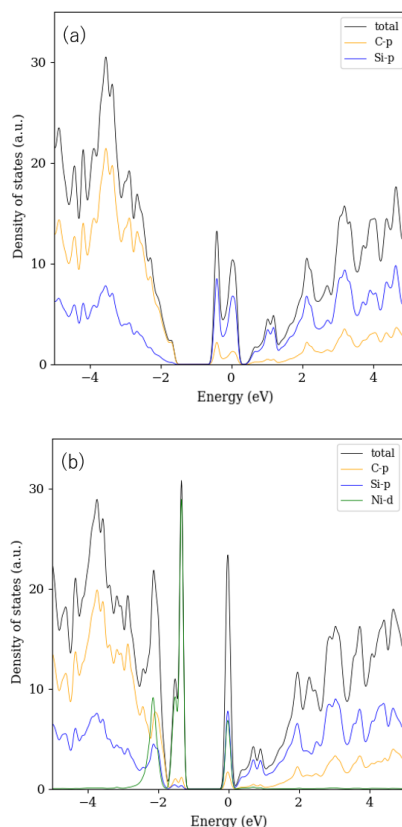 (a)
total
C-p
Si-p
30
20
10
0
Density of states (a.u.)
−4 −2 0 2 4
Energy (eV)
(b)
total
C-p
Si-p
Ni-d
30
20
10
0
Density of states (a.u.)
−4 −2 0 2 4
Energy (eV)